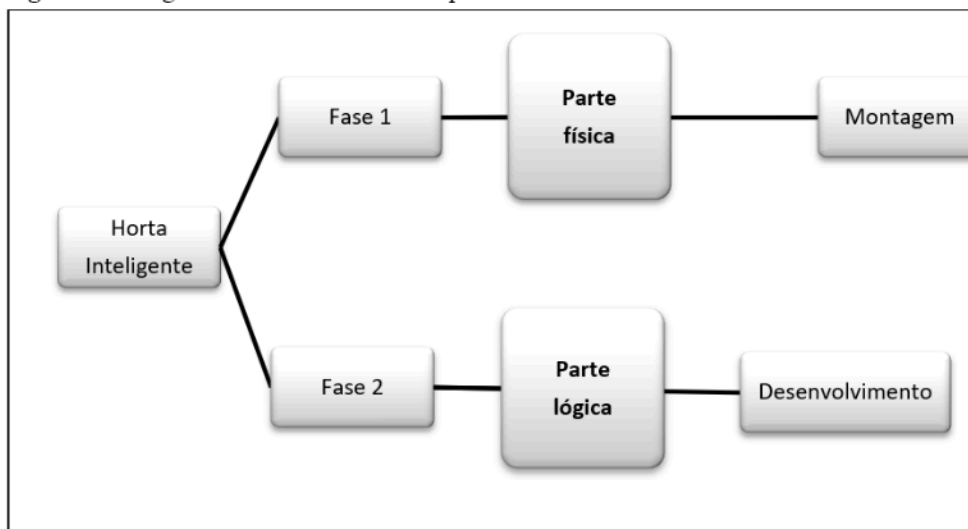 Fase 1
Parte
física
Montagem
Horta
Inteligente
Fase 2
Parte
lógica
Desenvolvimento